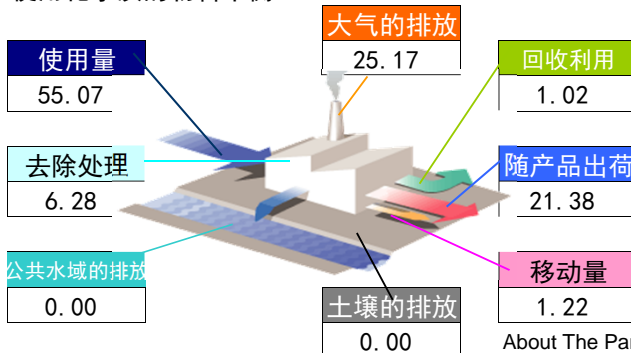 大气的排放
25.17
使用量
55.07
回收利用
1.02
去除处理
6.28
随产品出荷
21.38
公共水域的排放
0.00
移动量
1.22
土壤的排放
0.00
About The Par